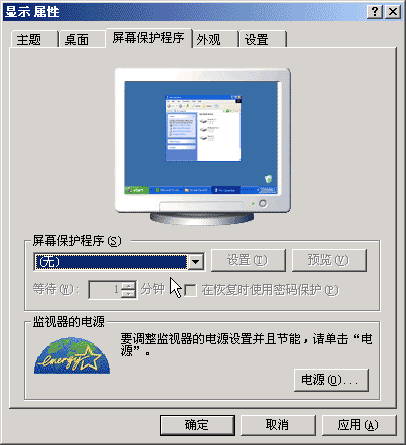 显示 属性
主题 桌面 屏幕保护程序 外观 设置
屏幕保护程序(S)
(无) 设置(T) 预览(V)
等待(W): 1 分钟 在恢复时使用密码保护(P)
监视器的电源
要调整监视器的电源设置并且节能，请单击“电
源”。
energy
电源(O)...
确定 取消 应用(A)